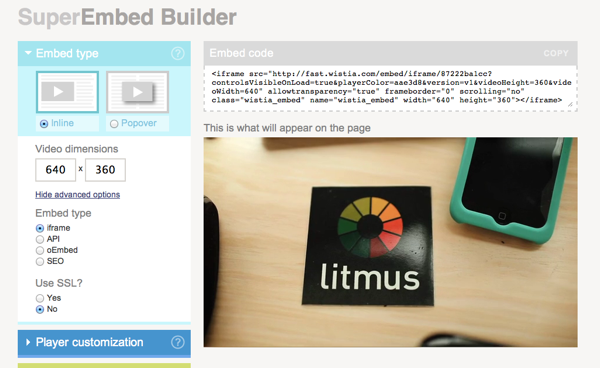 SuperEmbed Builder
Embed type
?
Inline
Popover
Video dimensions
640 x 360
Hide advanced options
Embed type
iframe
API
oEmbed
SEO
Use SSL?
Yes
No
Player customization
?
Embed code
COPY
<iframe src="http://fast.wistia.com/embed/iframe/87222ba1cc?
controlsVisibleOnLoad=true&playerColor=aae3d8&version=v1&videoHeight=360&vide
oWidth=640" allowtransparency="true" frameborder="0" scrolling="no"
class="wistia_embed" name="wistia_embed" width="640" height="360"></iframe>
This is what will appear on the page
litmus